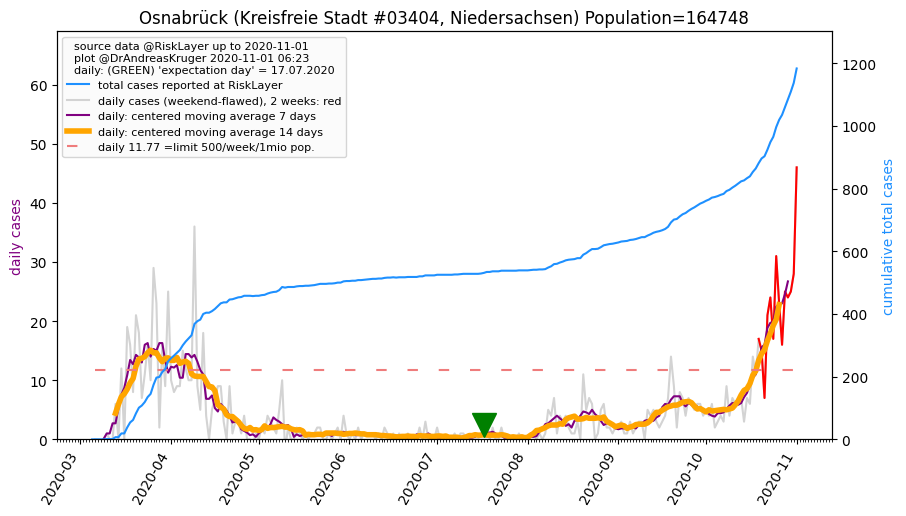 Osnabrück (Kreisfreie Stadt #03404, Niedersachsen) Population=164748
source data @RiskLayer up to 2020-11-01
plot @DrAndreasKruger 2020-11-01 06:23
daily: (GREEN) 'expectation day' = 17.07.2020
total cases reported at RiskLayer
daily cases (weekend-flawed), 2 weeks: red
daily: centered moving average 7 days
daily: centered moving average 14 days
daily 11.77 =limit 500/week/1mio pop.
daily cases
0
10
20
30
40
50
60
cumulative total cases
0
200
400
600
800
1000
1200
2020-03
2020-04
2020-05
2020-06
2020-07
2020-08
2020-09
2020-10
2020-11